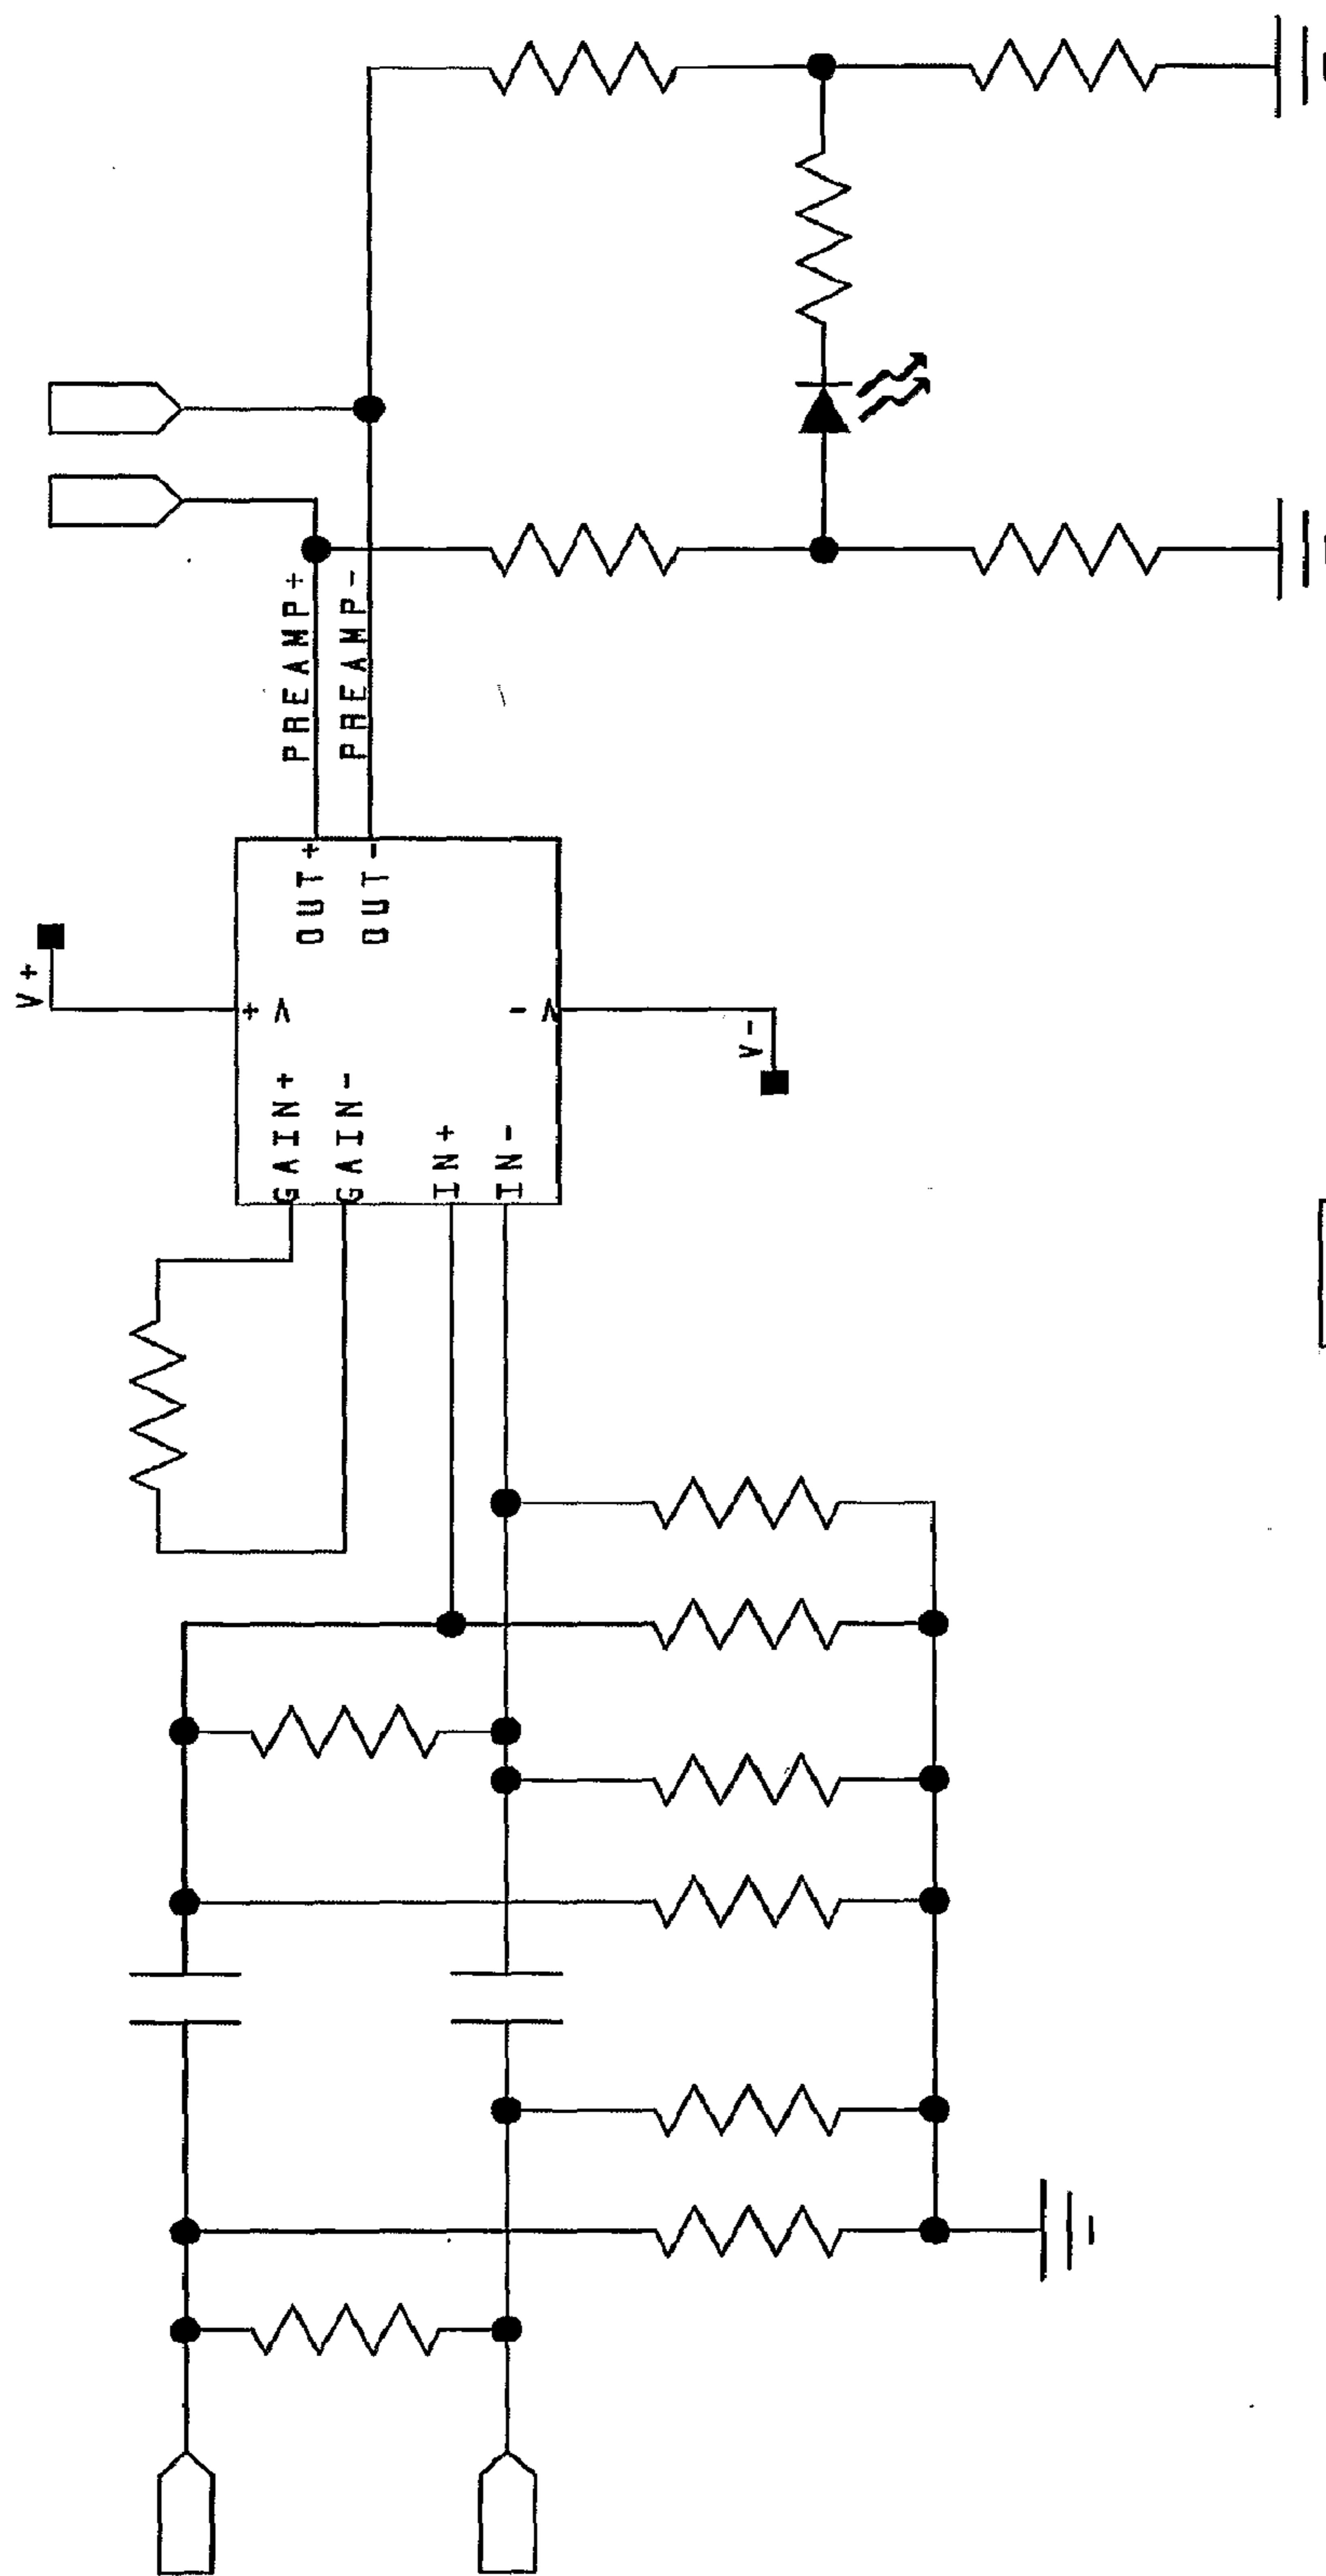 PREAMP+
PREAMP-
OUT+
OUT-
V+
+V
-V
V-
GAIN+
GAIN-
IN+
IN-